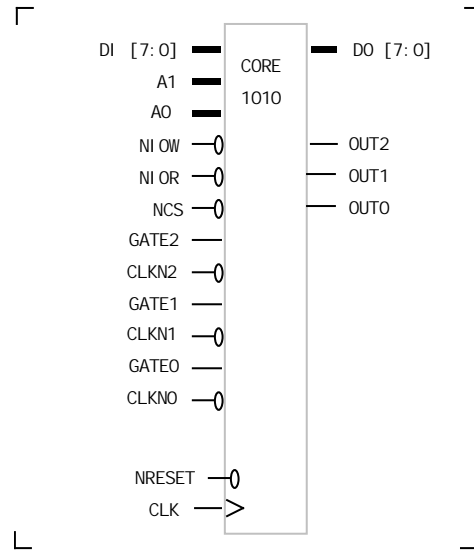 DI [7:0]
CORE
1010
DO [7:0]
A1
A0
NIOW
OUT2
NIOR
OUT1
NCS
OUT0
GATE2
CLKN2
GATE1
CLKN1
GATE0
CLKN0
NRESET
CLK